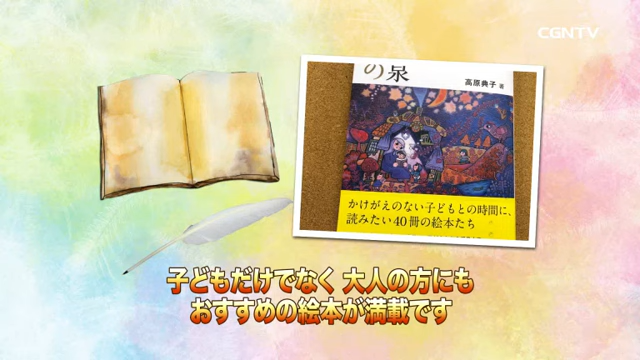 CGNTV
の泉
高原典子 著
かけがえのない子どもとの時間に、
読みたい40冊の絵本たち
子どもだけでなく 大人の方にも
おすすめの絵本が満載です